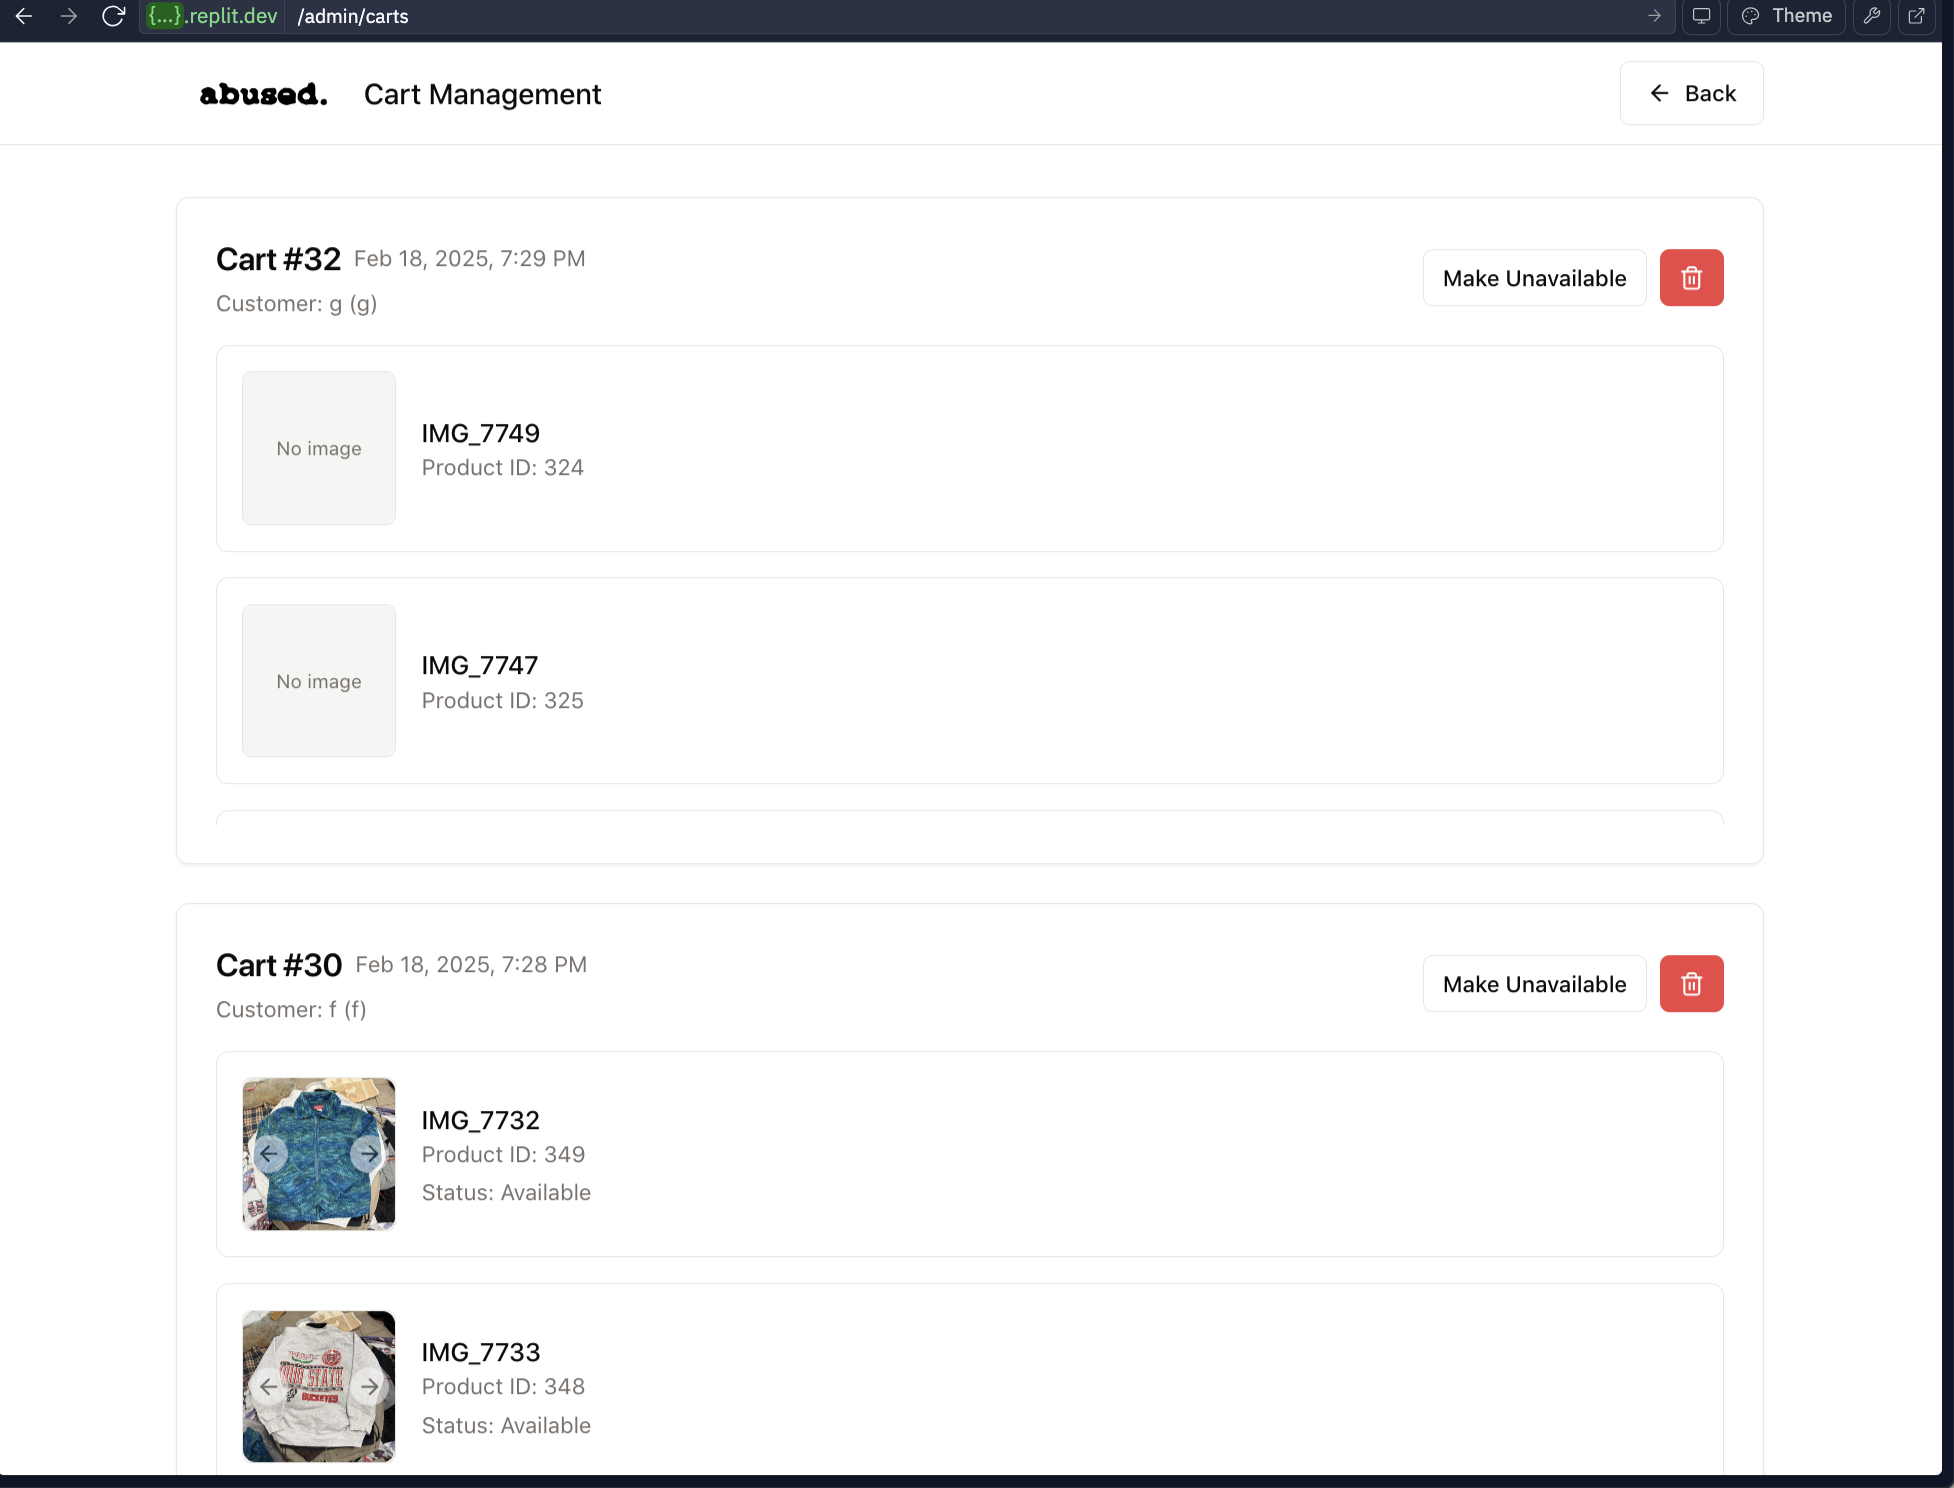 {...}.replit.dev /admin/carts
Theme
abused. Cart Management
Back
Cart #32 Feb 18, 2025, 7:29 PM
Customer: g (g)
Make Unavailable
No image
IMG_7749
Product ID: 324
No image
IMG_7747
Product ID: 325
Cart #30 Feb 18, 2025, 7:28 PM
Customer: f (f)
Make Unavailable
IMG_7732
Product ID: 349
Status: Available
IMG_7733
Product ID: 348
Status: Available
STATE
BUCKEYES